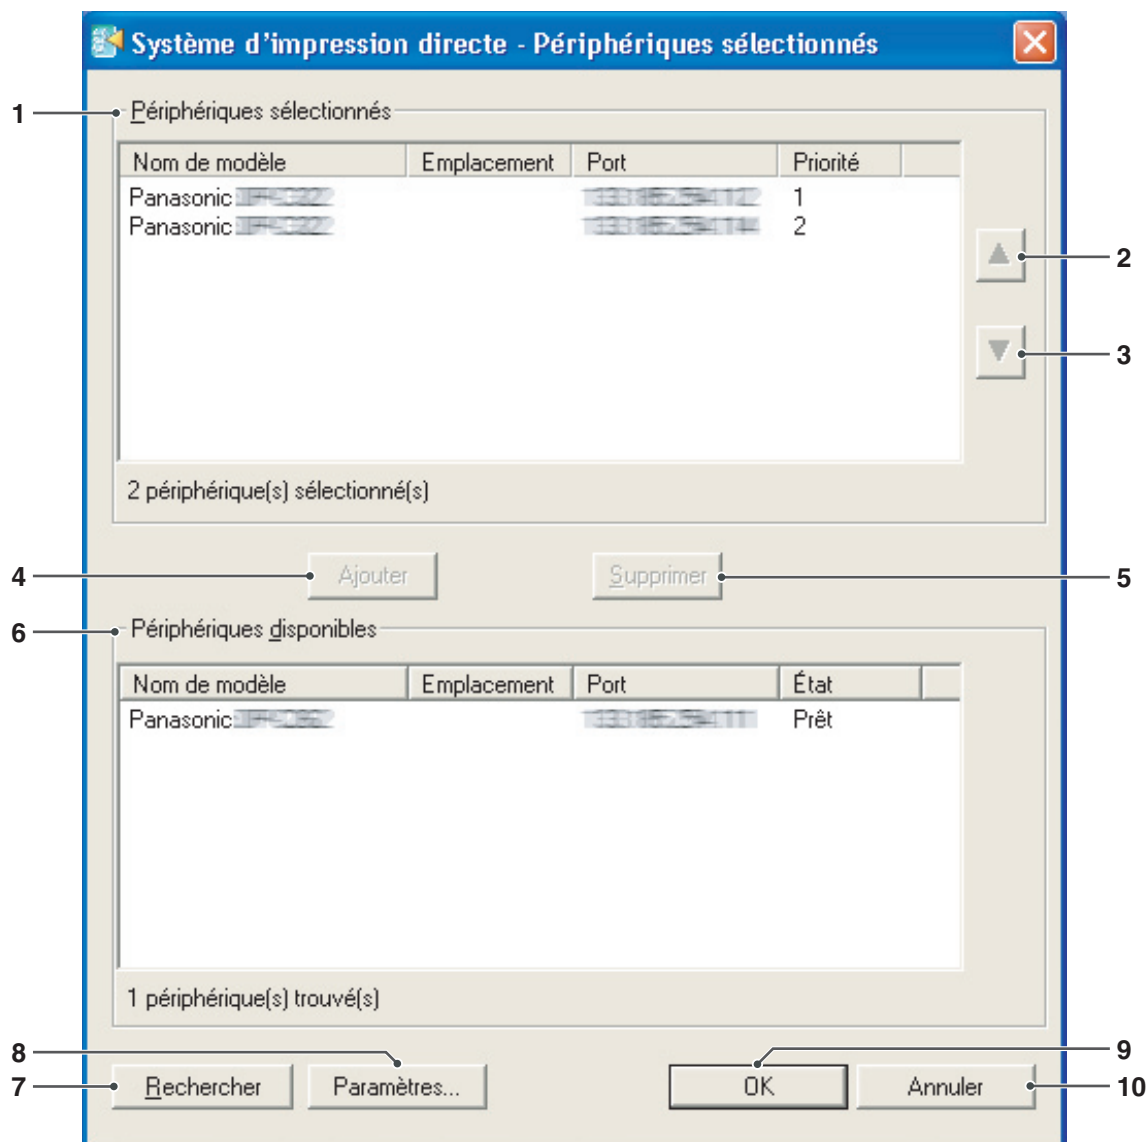 Système d'impression directe - Périphériques sélectionnés
1 Périphériques sélectionnés
Nom de modèle Emplacement Port Priorité
Panasonic 1
Panasonic 2
2
3
2 périphérique(s) sélectionné(s)
4 Ajouter Supprimer 5
6 Périphériques disponibles
Nom de modèle Emplacement Port État
Panasonic Prêt
1 périphérique(s) trouvé(s)
8 9
7 Rechercher Paramètres... OK Annuler 10